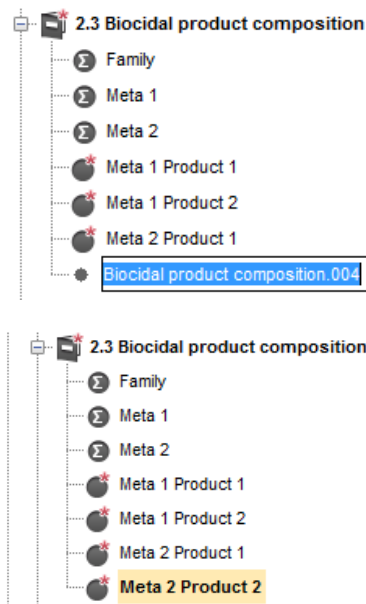 2.3 Biocidal product composition
Family
Meta 1
Meta 2
Meta 1 Product 1
Meta 1 Product 2
Meta 2 Product 1
Biocidal product composition.004
2.3 Biocidal product composition
Family
Meta 1
Meta 2
Meta 1 Product 1
Meta 1 Product 2
Meta 2 Product 1
Meta 2 Product 2